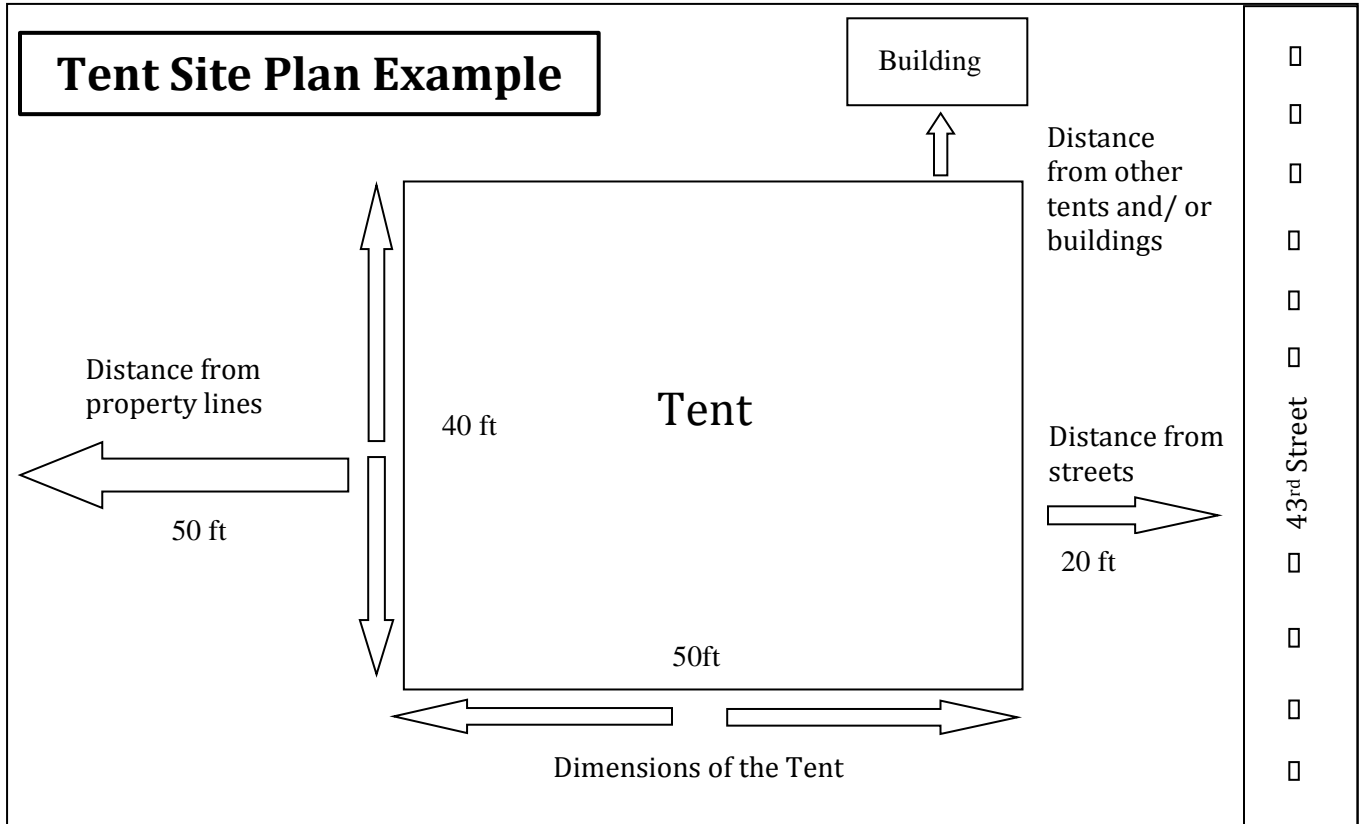 Tent Site Plan Example
Building
Distance
from other
tents and/ or
buildings
Distance from
property lines
50 ft
40 ft
Tent
50ft
Distance from
streets
20 ft
43rd Street
Dimensions of the Tent